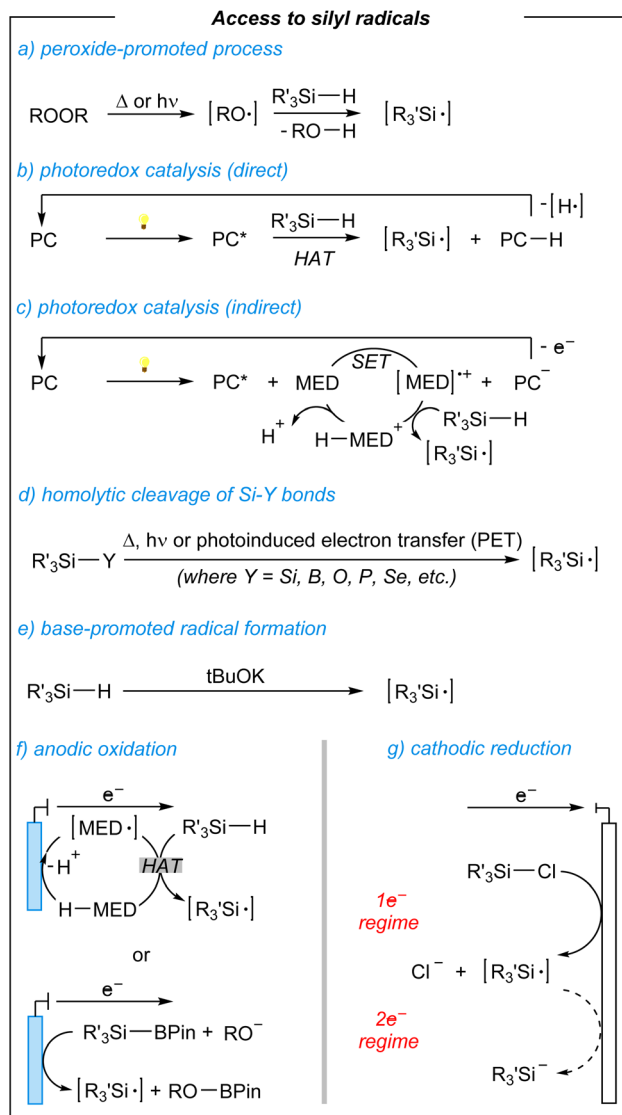 Access to silyl radicals
a) peroxide-promoted process
ROOR Δ or hν [RO·] R'₃Si—H - RO—H [R₃'Si·]
b) photoredox catalysis (direct)
- [H·]
PC PC* R'₃Si—H HAT [R₃'Si·] + PC—H
c) photoredox catalysis (indirect)
- e⁻
SET
PC PC* + MED [MED]·⁺ + PC⁻
R'₃Si—H
H⁺ H—MED⁺
[R₃'Si·]
d) homolytic cleavage of Si-Y bonds
Δ, hν or photoinduced electron transfer (PET)
R'₃Si—Y [R₃'Si·]
(where Y = Si, B, O, P, Se, etc.)
e) base-promoted radical formation
tBuOK
R'₃Si—H [R₃'Si·]
f) anodic oxidation
e⁻
[MED·] R'₃Si—H
-H⁺ HAT
H—MED [R₃'Si·]
or
e⁻
R'₃Si—BPin + RO⁻
[R₃'Si·] + RO—BPin
g) cathodic reduction
e⁻
R'₃Si—Cl
1e⁻
regime
Cl⁻ + [R₃'Si·]
2e⁻
regime
R₃'Si⁻